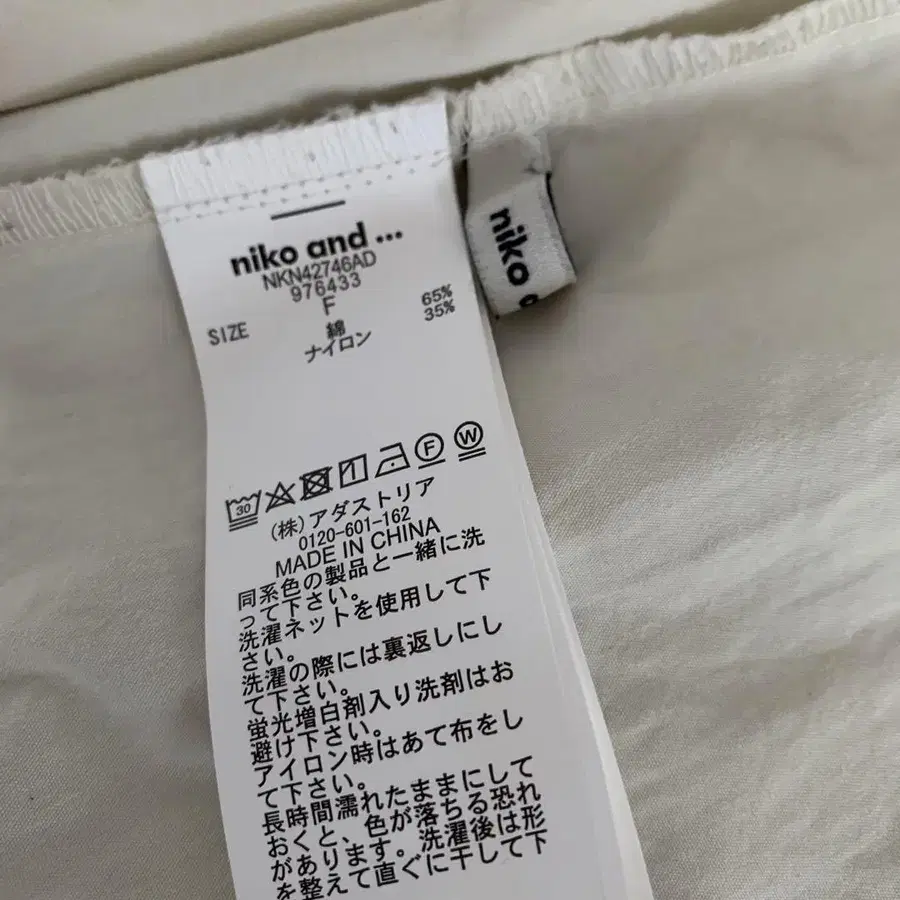 niko and ...
NKN42746AD
976433
SIZE F
綿 65%
ナイロン 35%
30 F W
(株)アダストリア
0120-601-162
MADE IN CHINA
同系色の製品と一緒に洗
って下さい。
洗濯ネットを使用して下
さい。
洗濯の際には裏返しにし
て下さい。
蛍光増白剤入り洗剤はお
避け下さい。
アイロン時はあて布をし
て下さい。
長時間濡れたままにして
おくと、色が落ちる恐れ
があります。洗濯後は形
を整えて直ぐに干して下
niko